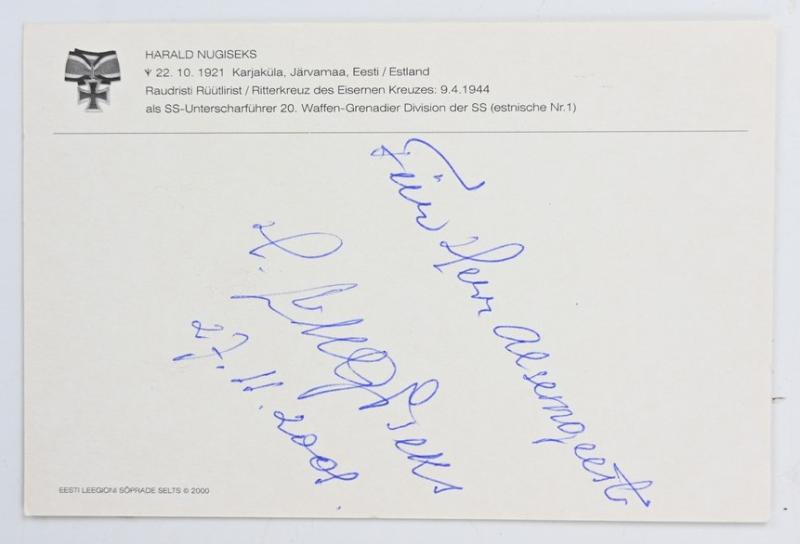 HARALD NUGISEKS
22. 10. 1921 Karjaküla, Järvamaa, Eesti / Estland
Raudristi Rüütlirist / Ritterkreuz des Eisernen Kreuzes: 9.4.1944
als SS-Unterscharführer 20. Waffen-Grenadier Division der SS (estnische Nr.1)
Für Herr Alsemgeest
H. Nugiseks
27. 11. 2001.
EESTI LEEGIONI SÕPRADE SELTS © 2000